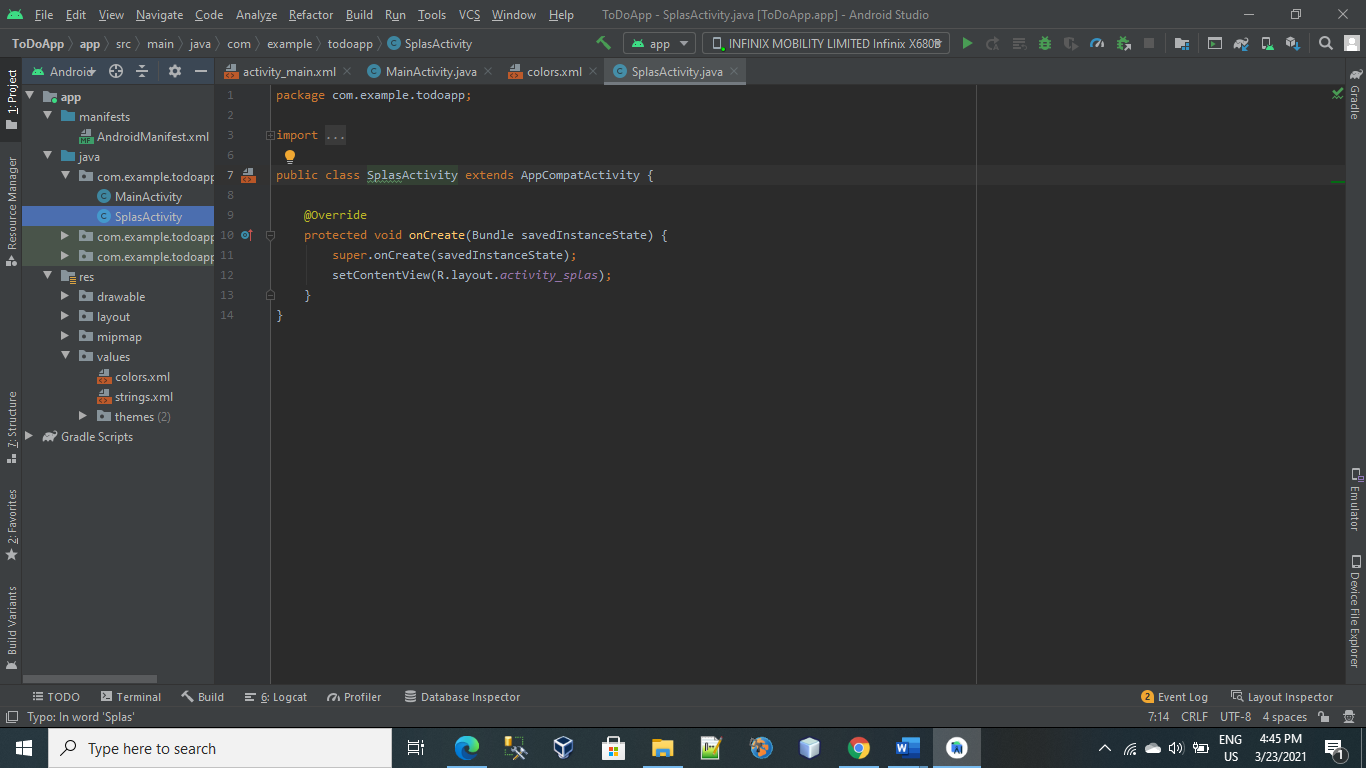 File Edit View Navigate Code Analyze Refactor Build Run Tools VCS Window Help ToDoApp - SplasActivity.java [ToDoApp.app] - Android Studio
ToDoApp app src main java com example todoapp SplasActivity app INFINIX MOBILITY LIMITED Infinix X680B
Android activity_main.xml MainActivity.java colors.xml SplasActivity.java
1: Project
Resource Manager
7: Structure
2: Favorites
Build Variants
app
manifests
AndroidManifest.xml
java
com.example.todoapp
MainActivity
SplasActivity
com.example.todoapp
com.example.todoapp
res
drawable
layout
mipmap
values
colors.xml
strings.xml
themes (2)
Gradle Scripts
1 package com.example.todoapp;
2
3 import ...
6
7 public class SplasActivity extends AppCompatActivity {
8
9 @Override
10 protected void onCreate(Bundle savedInstanceState) {
11 super.onCreate(savedInstanceState);
12 setContentView(R.layout.activity_splas);
13 }
14 }
Gradle
Emulator
Device File Explorer
TODO Terminal Build 6: Logcat Profiler Database Inspector 2 Event Log Layout Inspector
Typo: In word 'Splas' 7:14 CRLF UTF-8 4 spaces
Type here to search
ENG
US
4:45 PM
3/23/2021
1